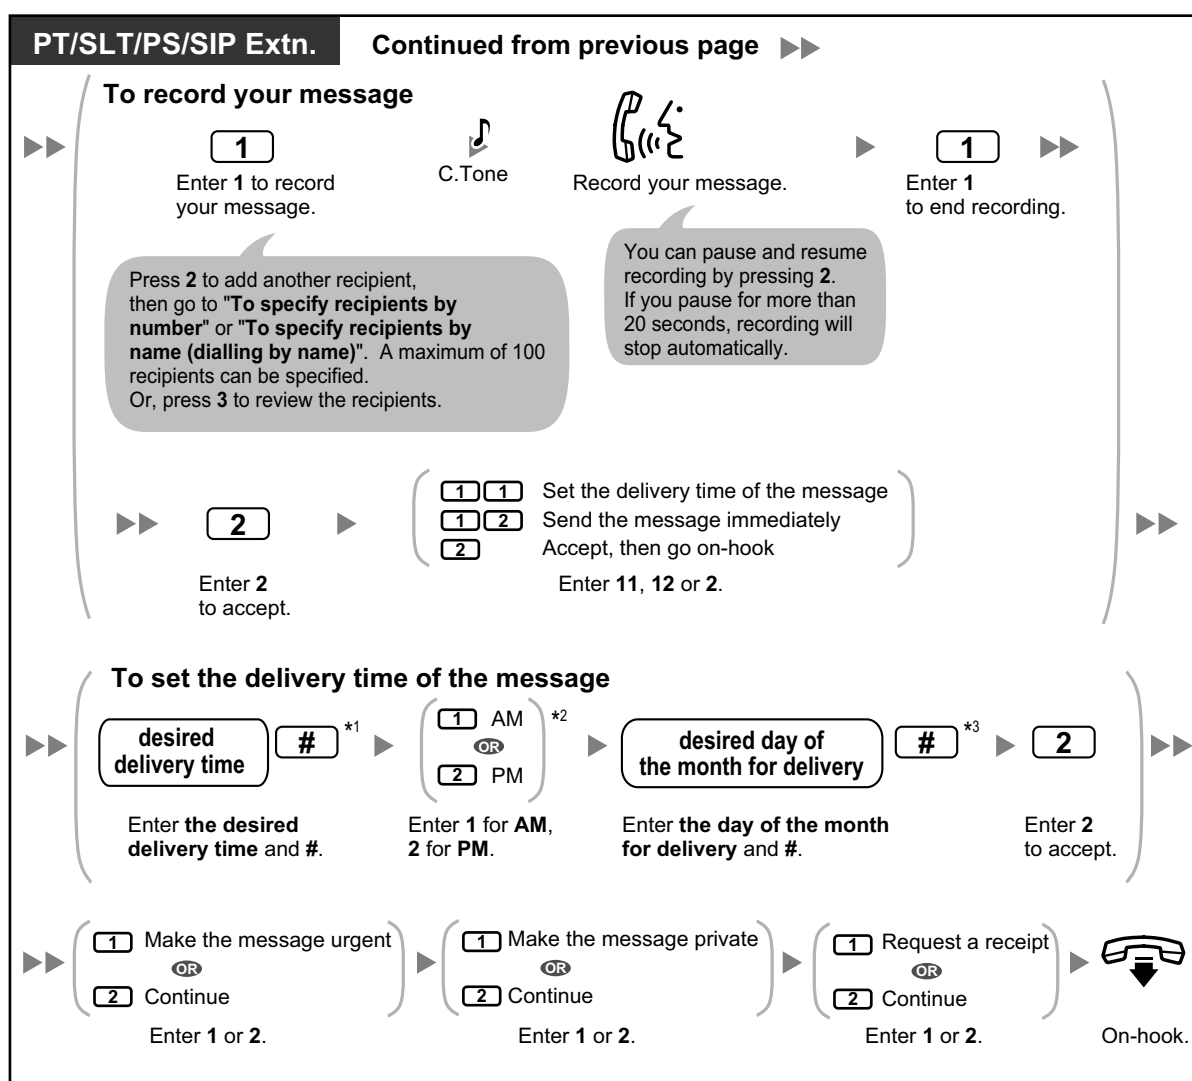 PT/SLT/PS/SIP Extn. Continued from previous page
To record your message
1
Enter 1 to record
your message.
C.Tone
Record your message.
1
Enter 1
to end recording.
Press 2 to add another recipient,
then go to "To specify recipients by
number" or "To specify recipients by
name (dialling by name)". A maximum of 100
recipients can be specified.
Or, press 3 to review the recipients.
You can pause and resume
recording by pressing 2.
If you pause for more than
20 seconds, recording will
stop automatically.
2
Enter 2
to accept.
1 1 Set the delivery time of the message
1 2 Send the message immediately
2 Accept, then go on-hook
Enter 11, 12 or 2.
To set the delivery time of the message
desired
delivery time
# *1
Enter the desired
delivery time and #.
1 AM *2
OR
2 PM
Enter 1 for AM,
2 for PM.
desired day of
the month for delivery
# *3
Enter the day of the month
for delivery and #.
2
Enter 2
to accept.
1 Make the message urgent
OR
2 Continue
Enter 1 or 2.
1 Make the message private
OR
2 Continue
Enter 1 or 2.
1 Request a receipt
OR
2 Continue
Enter 1 or 2.
On-hook.